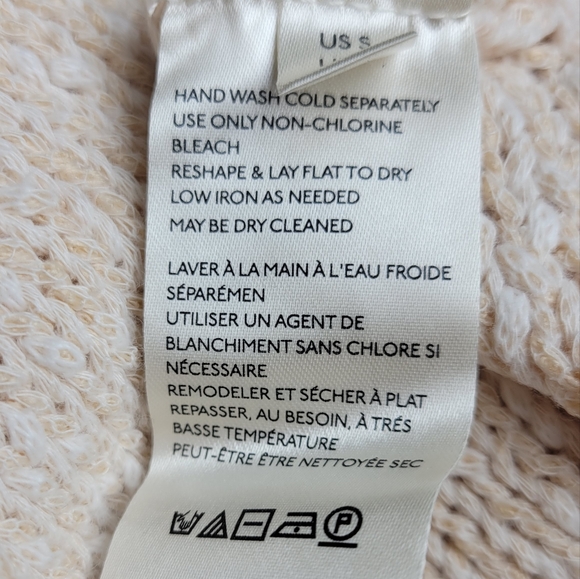 US S
HAND WASH COLD SEPARATELY
USE ONLY NON-CHLORINE
BLEACH
RESHAPE & LAY FLAT TO DRY
LOW IRON AS NEEDED
MAY BE DRY CLEANED
LAVER À LA MAIN À L'EAU FROIDE
SÉPARÉMEN
UTILISER UN AGENT DE
BLANCHIMENT SANS CHLORE SI
NÉCESSAIRE
REMODELER ET SÉCHER À PLAT
REPASSER, AU BESOIN, À TRÉS
BASSE TEMPÉRATURE
PEUT-ÊTRE ÊTRE NETTOYÉE SEC
P